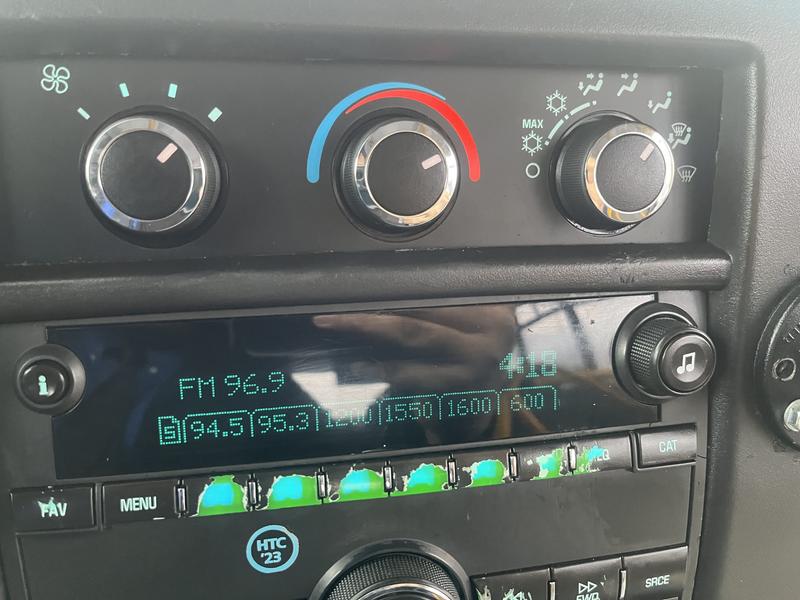 MAX
FM 96.9
4:18
5 94.5 95.3 1200 1550 1600 600
i
CAT
FAV
MENU
HTC
'23
FWD
SRCE